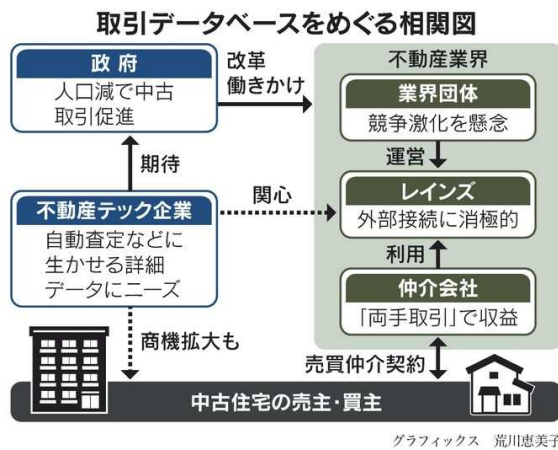 取引データベースをめぐる相関図
政府
人口減で中古
取引促進
改革
働きかけ
不動産業界
業界団体
競争激化を懸念
期待
運営
不動産テック企業
自動査定などに
生かせる詳細
データにニーズ
関心
レインズ
外部接続に消極的
利用
仲介会社
「両手取引」で収益
商機拡大も
売買仲介契約
中古住宅の売主・買主
グラフィックス 荒川恵美子